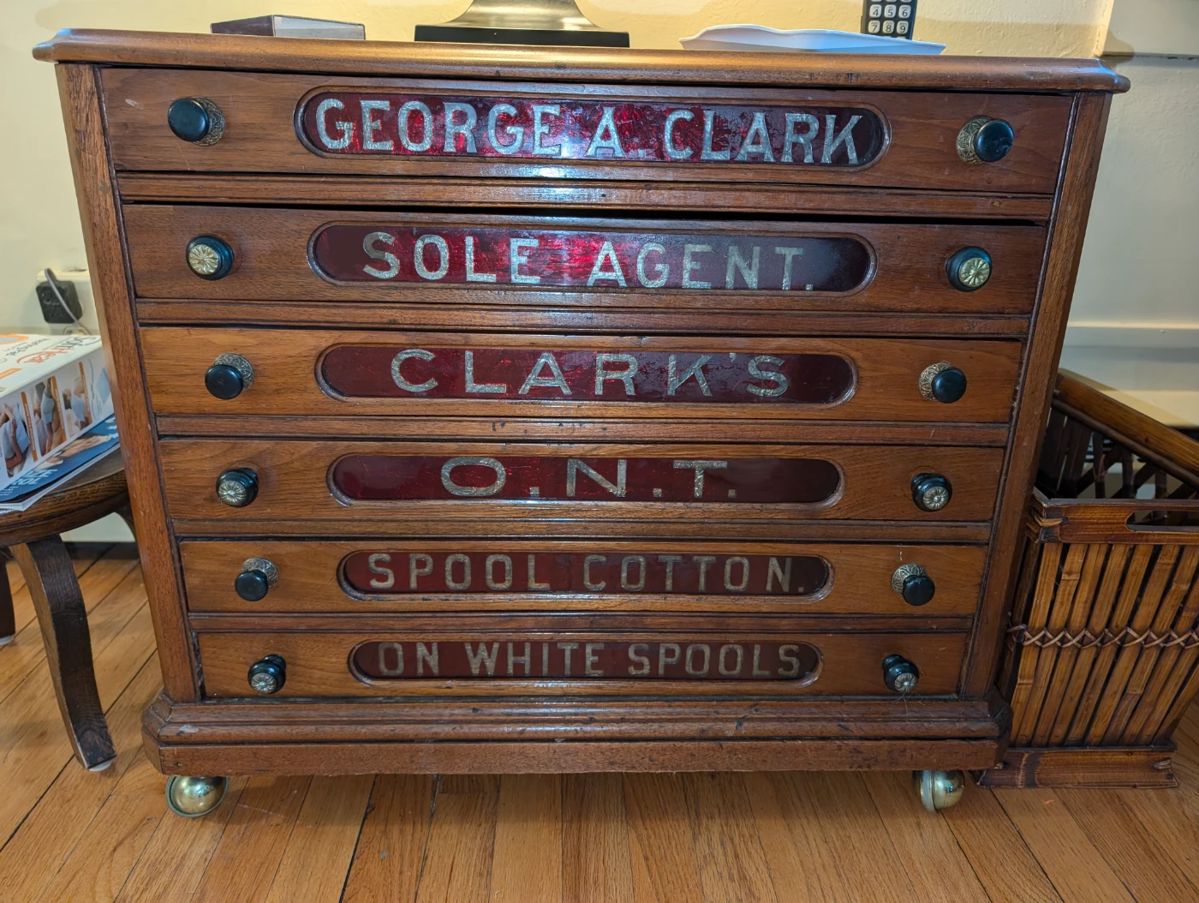 GEORGE A. CLARK
SOLE AGENT.
CLARK'S
O.N.T.
SPOOL COTTON.
ON WHITE SPOOLS